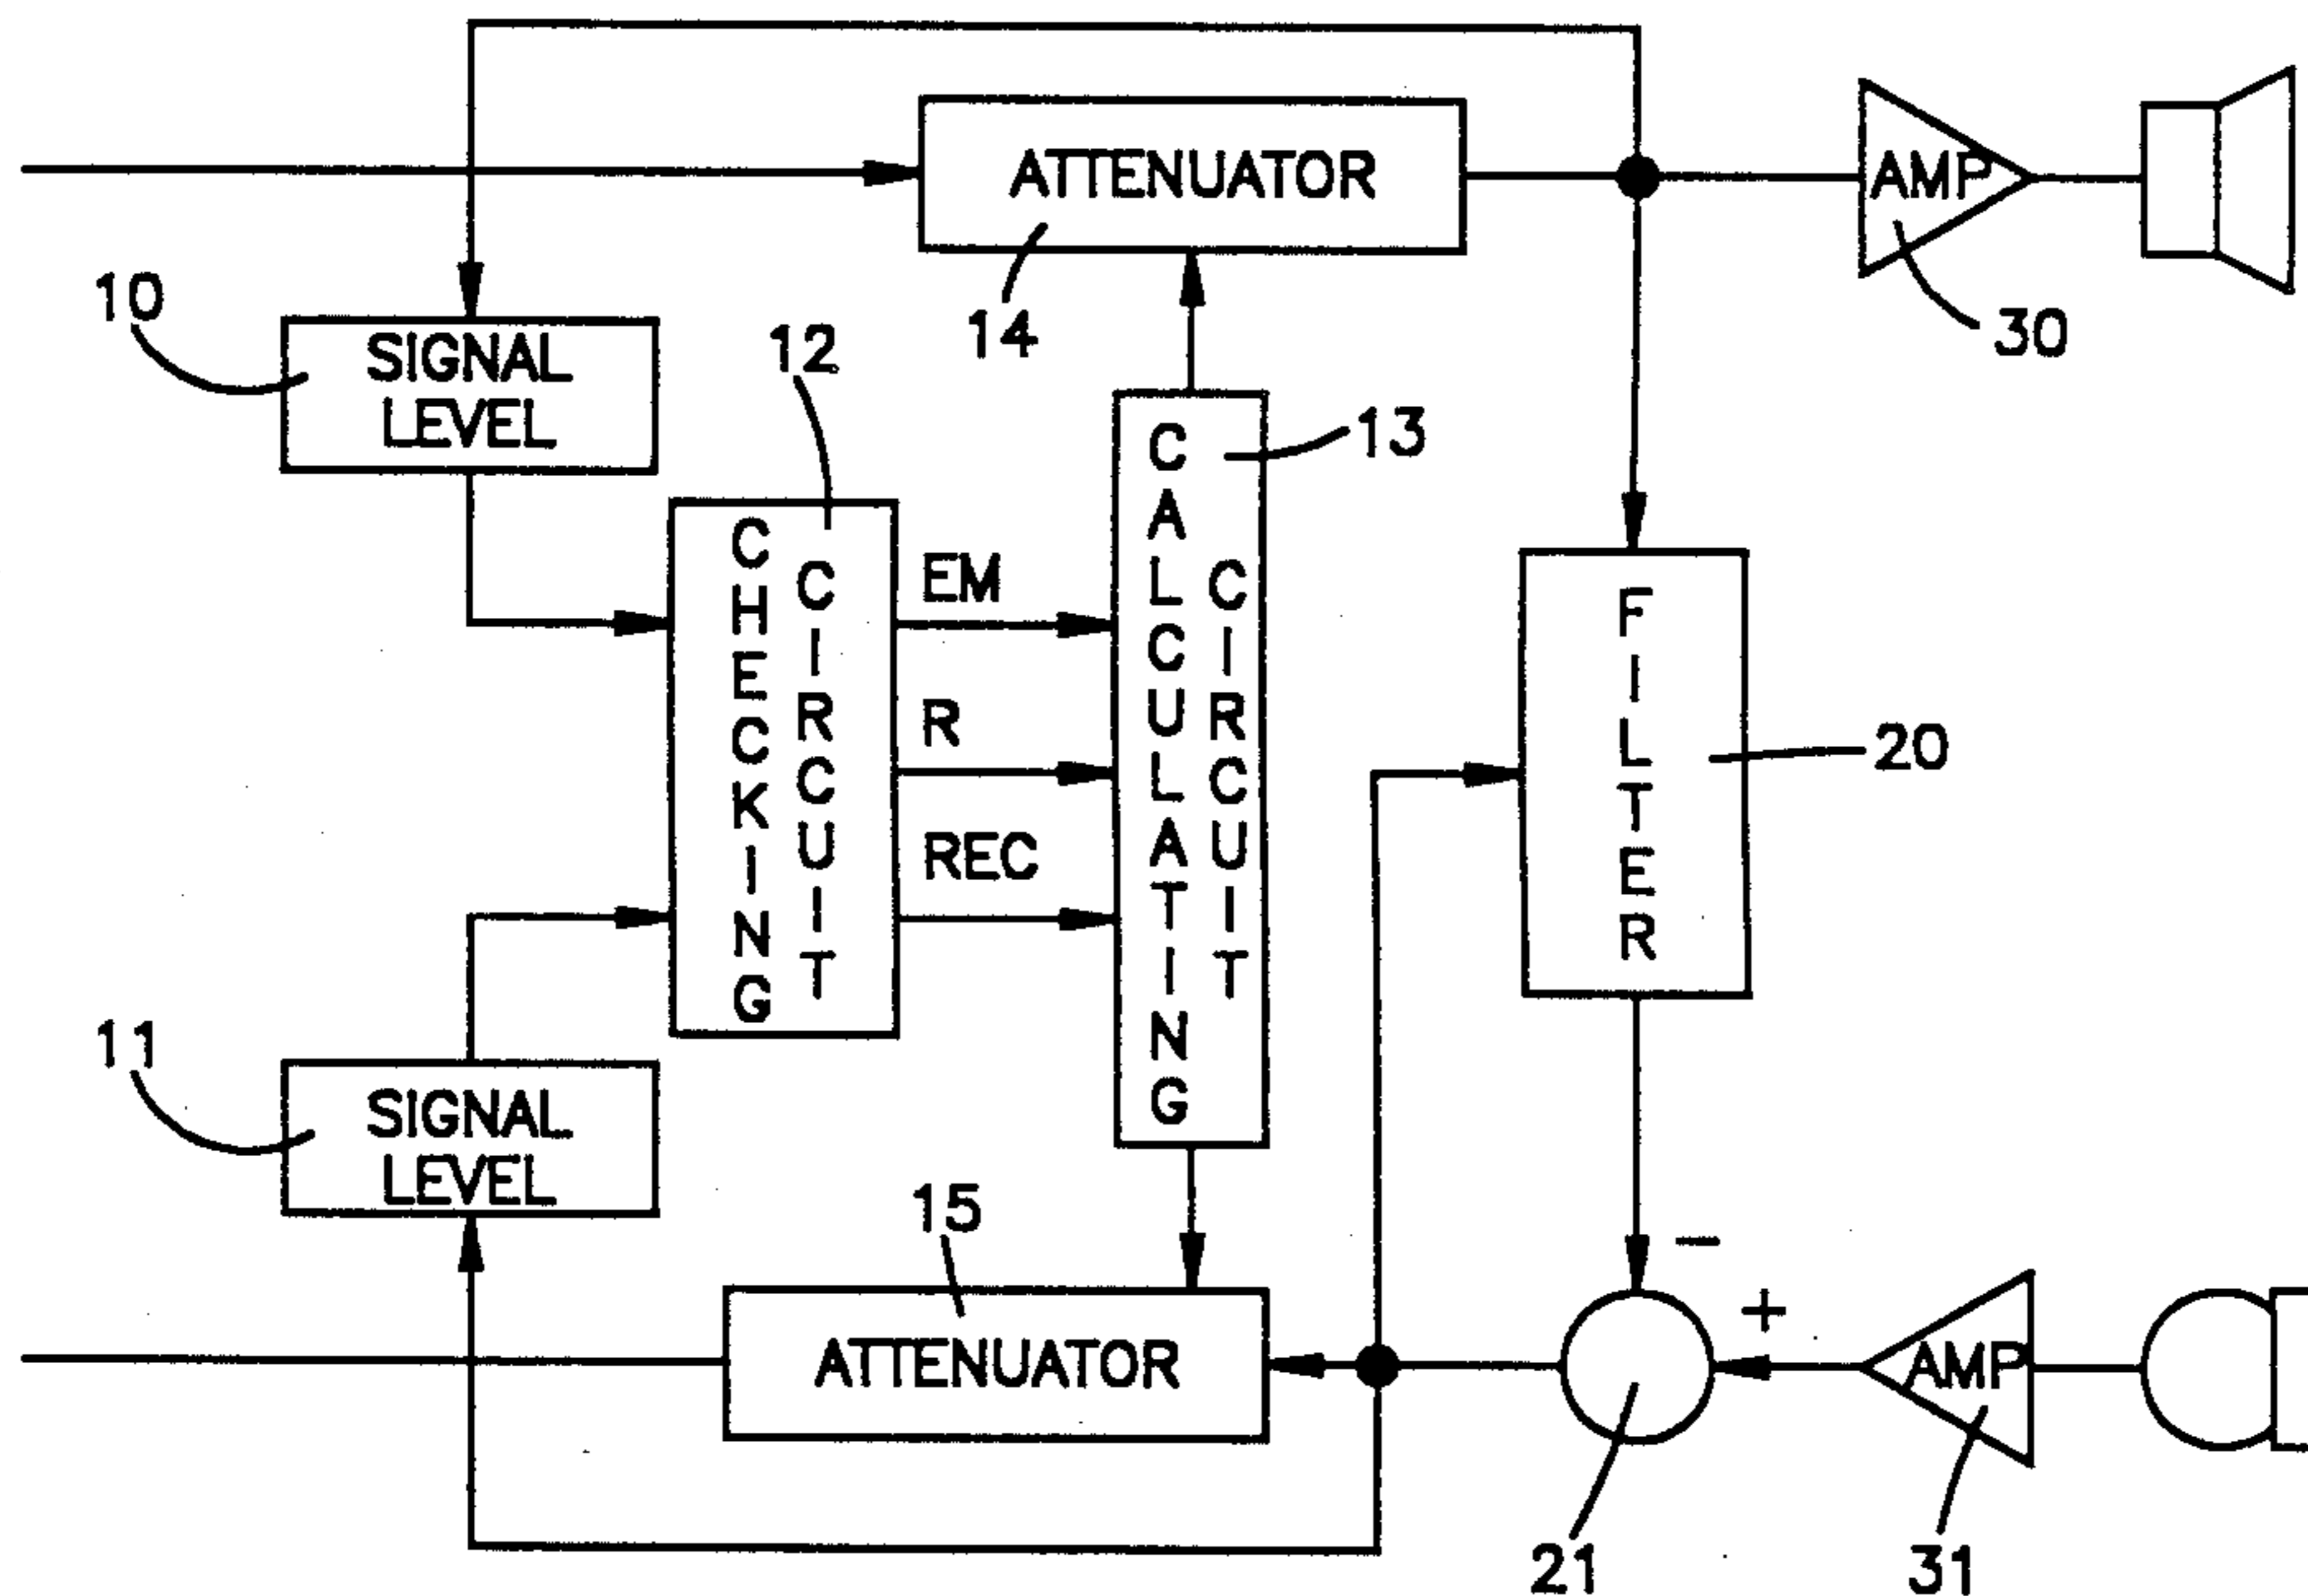 ATTENUATOR
14
AMP
30
10
SIGNAL
LEVEL
12
CHECKING
CIRCUIT
EM
R
REC
13
CALCULATING
CIRCUIT
FILTER
20
11
SIGNAL
LEVEL
15
ATTENUATOR
−
+
21
AMP
31